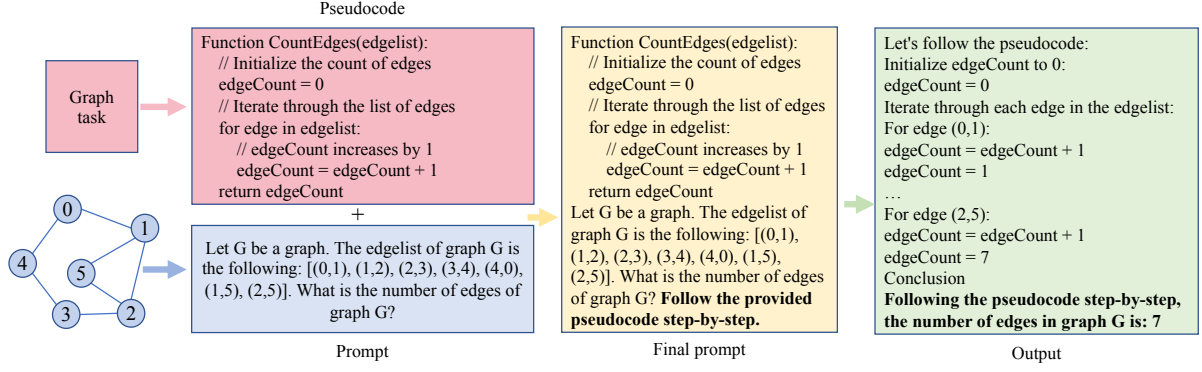 Pseudocode
Graph
task
Function CountEdges(edgelist):
// Initialize the count of edges
edgeCount = 0
// Iterate through the list of edges
for edge in edgelist:
// edgeCount increases by 1
edgeCount = edgeCount + 1
return edgeCount
+
0
1
4
5
3
2
Let G be a graph. The edgelist of graph G is
the following: [(0,1), (1,2), (2,3), (3,4), (4,0),
(1,5), (2,5)]. What is the number of edges of
graph G?
Prompt
Function CountEdges(edgelist):
// Initialize the count of edges
edgeCount = 0
// Iterate through the list of edges
for edge in edgelist:
// edgeCount increases by 1
edgeCount = edgeCount + 1
return edgeCount
Let G be a graph. The edgelist of
graph G is the following: [(0,1),
(1,2), (2,3), (3,4), (4,0), (1,5),
(2,5)]. What is the number of edges
of graph G? Follow the provided
pseudocode step-by-step.
Final prompt
Let's follow the pseudocode:
Initialize edgeCount to 0:
edgeCount = 0
Iterate through each edge in the edgelist:
For edge (0,1):
edgeCount = edgeCount + 1
edgeCount = 1
…
For edge (2,5):
edgeCount = edgeCount + 1
edgeCount = 7
Conclusion
Following the pseudocode step-by-step,
the number of edges in graph G is: 7
Output